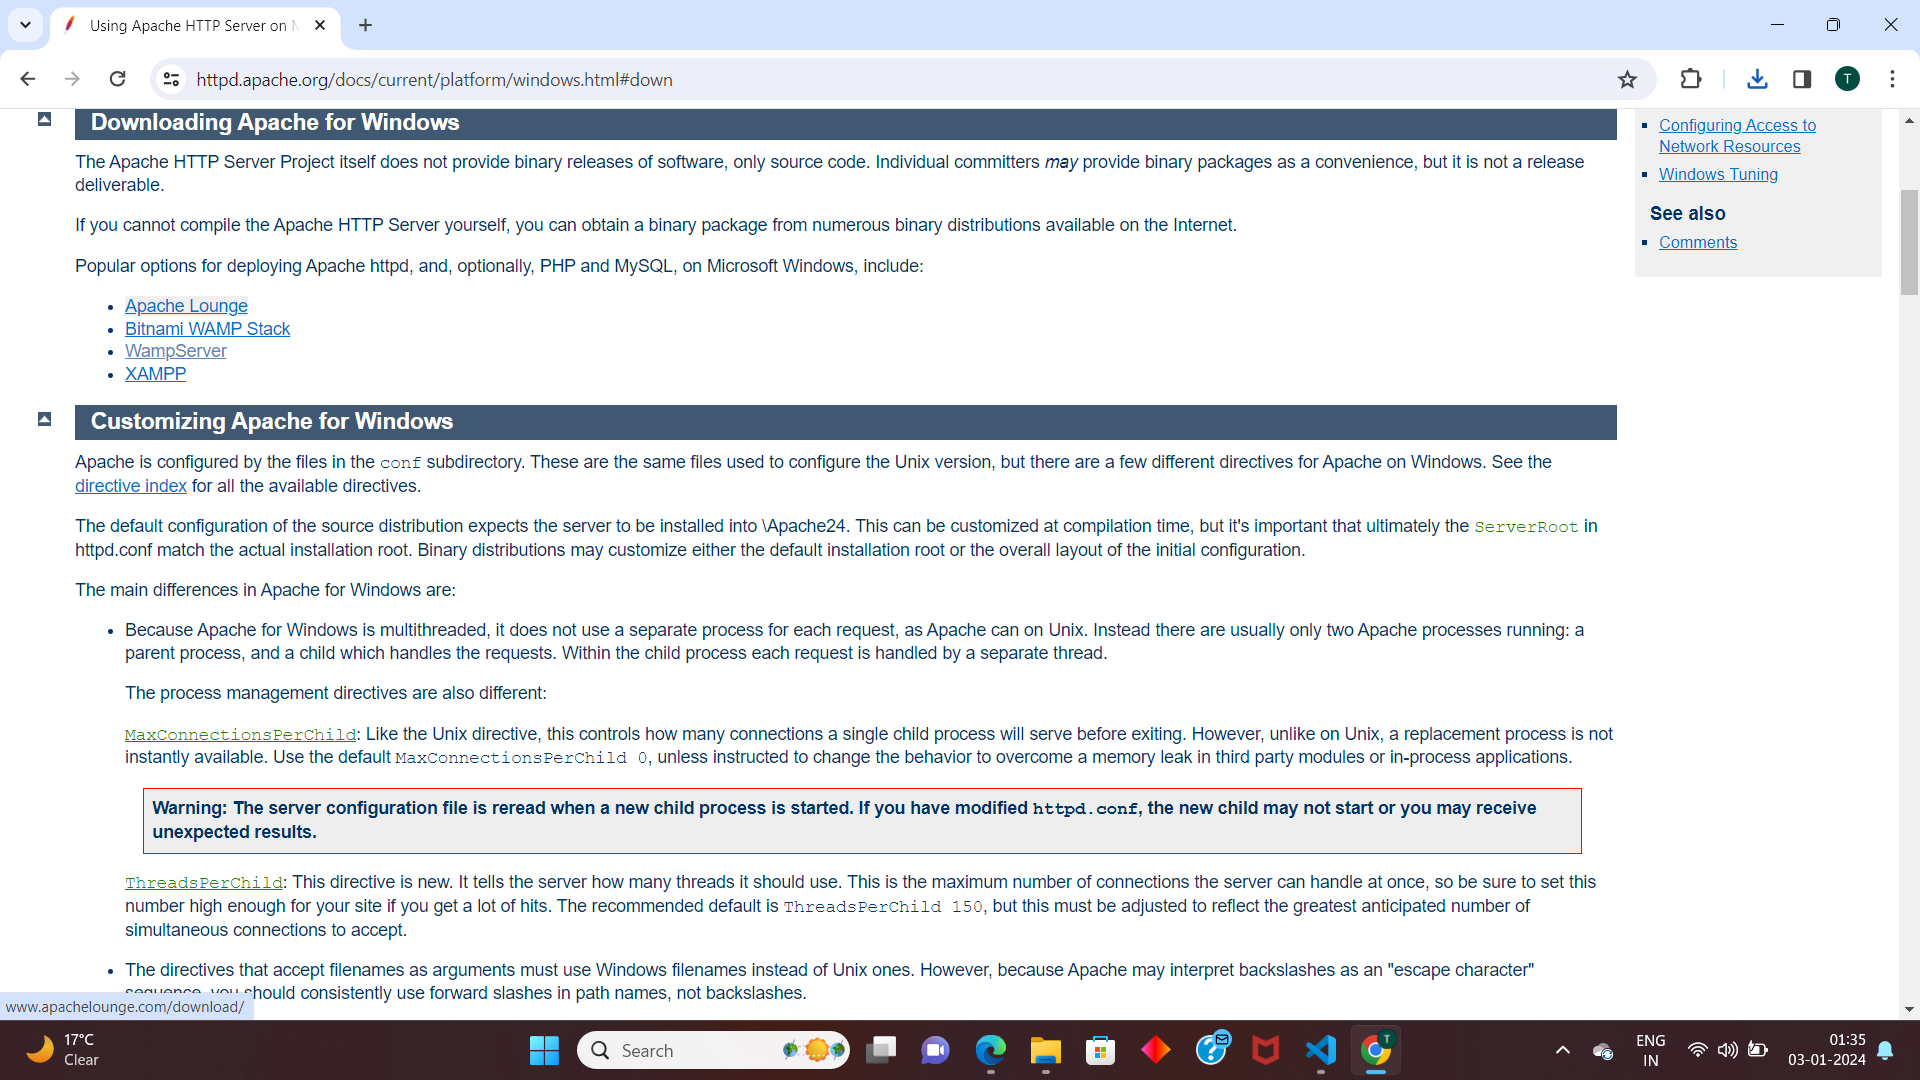 Using Apache HTTP Server on
httpd.apache.org/docs/current/platform/windows.html#down
T
Downloading Apache for Windows
The Apache HTTP Server Project itself does not provide binary releases of software, only source code. Individual committers may provide binary packages as a convenience, but it is not a release
deliverable.
If you cannot compile the Apache HTTP Server yourself, you can obtain a binary package from numerous binary distributions available on the Internet.
Popular options for deploying Apache httpd, and, optionally, PHP and MySQL, on Microsoft Windows, include:
Apache Lounge
Bitnami WAMP Stack
WampServer
XAMPP
Configuring Access to
Network Resources
Windows Tuning
See also
Comments
Customizing Apache for Windows
Apache is configured by the files in the conf subdirectory. These are the same files used to configure the Unix version, but there are a few different directives for Apache on Windows. See the
directive index for all the available directives.
The default configuration of the source distribution expects the server to be installed into \Apache24. This can be customized at compilation time, but it's important that ultimately the ServerRoot in
httpd.conf match the actual installation root. Binary distributions may customize either the default installation root or the overall layout of the initial configuration.
The main differences in Apache for Windows are:
Because Apache for Windows is multithreaded, it does not use a separate process for each request, as Apache can on Unix. Instead there are usually only two Apache processes running: a
parent process, and a child which handles the requests. Within the child process each request is handled by a separate thread.
The process management directives are also different:
MaxConnectionsPerChild: Like the Unix directive, this controls how many connections a single child process will serve before exiting. However, unlike on Unix, a replacement process is not
instantly available. Use the default MaxConnectionsPerChild 0, unless instructed to change the behavior to overcome a memory leak in third party modules or in-process applications.
Warning: The server configuration file is reread when a new child process is started. If you have modified httpd.conf, the new child may not start or you may receive
unexpected results.
ThreadsPerChild: This directive is new. It tells the server how many threads it should use. This is the maximum number of connections the server can handle at once, so be sure to set this
number high enough for your site if you get a lot of hits. The recommended default is ThreadsPerChild 150, but this must be adjusted to reflect the greatest anticipated number of
simultaneous connections to accept.
The directives that accept filenames as arguments must use Windows filenames instead of Unix ones. However, because Apache may interpret backslashes as an "escape character"
sequence, you should consistently use forward slashes in path names, not backslashes.
www.apachelounge.com/download/
17°C
Clear
Search
T
ENG
IN
01:35
03-01-2024